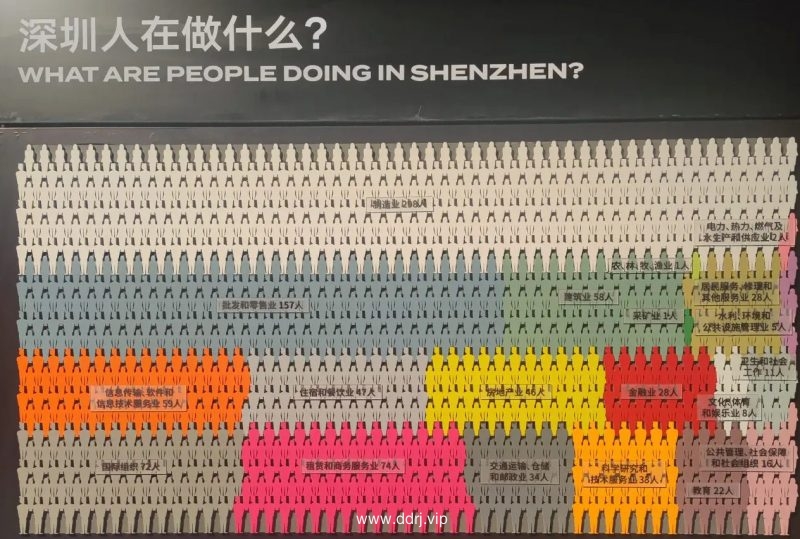 深圳人在做什么?
WHAT ARE PEOPLE DOING IN SHENZHEN?
制造业 298人
电力、热力、燃气及
水生产和供应业 2人
农、林、牧、渔业 1人
居民服务、修理和
其他服务业 28人
批发和零售业 157人
建筑业 58人
采矿业 1人
水利、环境和
公共设施管理业 5人
信息传输、软件和
信息技术服务业 59人
住宿和餐饮业 47人
房地产业 46人
金融业 28人
卫生和社会
工作 11人
文化、体育
和娱乐业 8人
国际组织 72人
租赁和商务服务业 74人
交通运输、仓储
和邮政业 34人
科学研究和
技术服务业 38人
公共管理、社会保障
和社会组织 16人
教育 22人
www.ddrj.vip